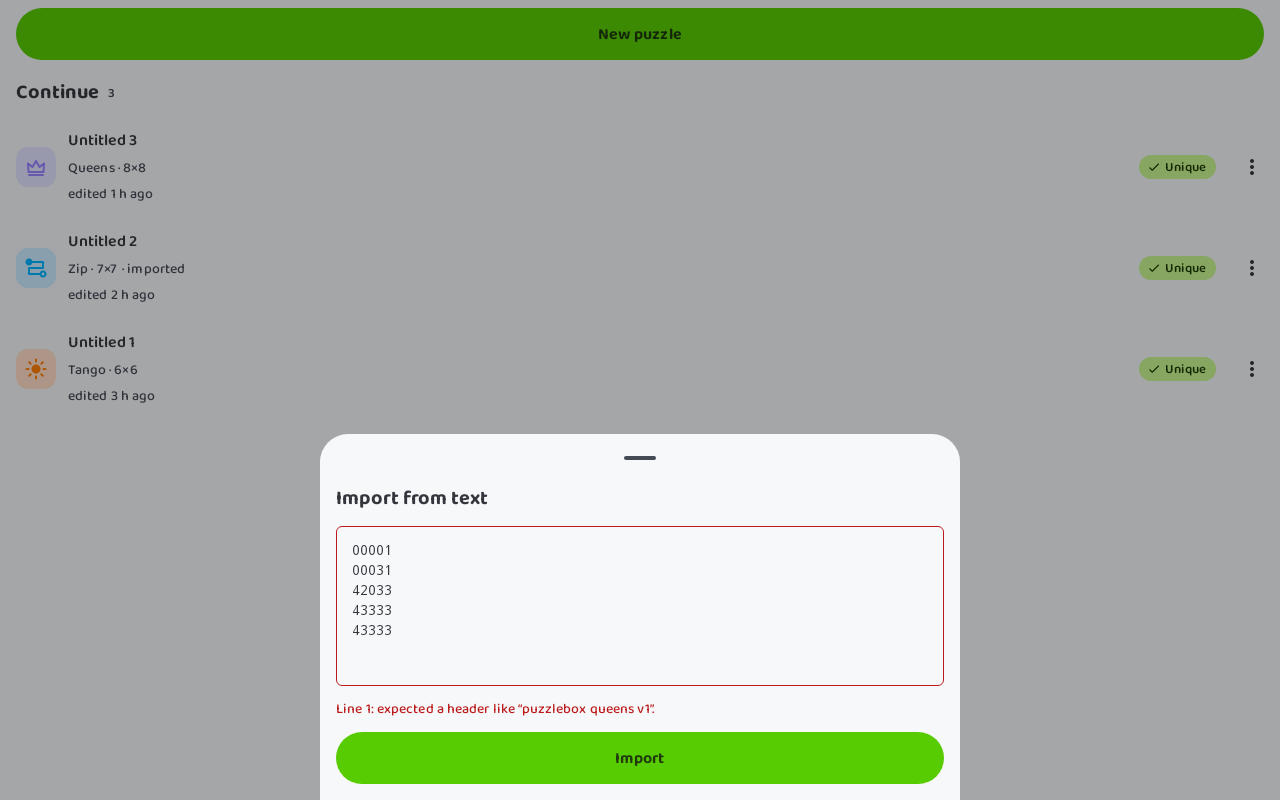 New puzzle
Continue 3
Untitled 3
Queens · 8×8
edited 1 h ago
Unique
Untitled 2
Zip · 7×7 · imported
edited 2 h ago
Unique
Untitled 1
Tango · 6×6
edited 3 h ago
Unique
Import from text
00001
00031
42033
43333
43333
Line 1: expected a header like “puzzlebox queens v1”.
Import